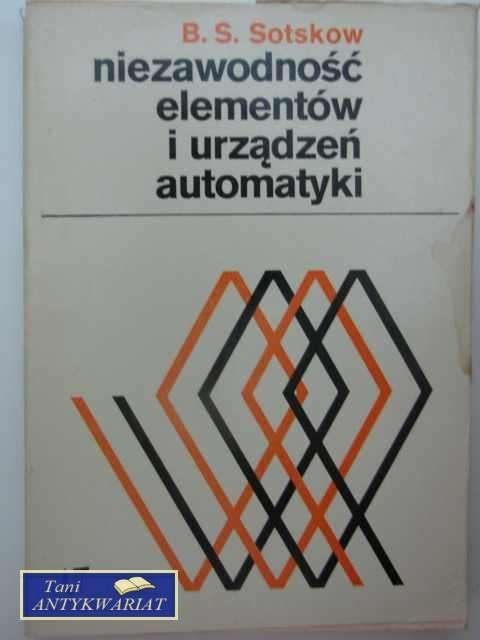 B. S. Sotskow
niezawodność
elementów
i urządzeń
automatyki
Tani
ANTYKWARIAT